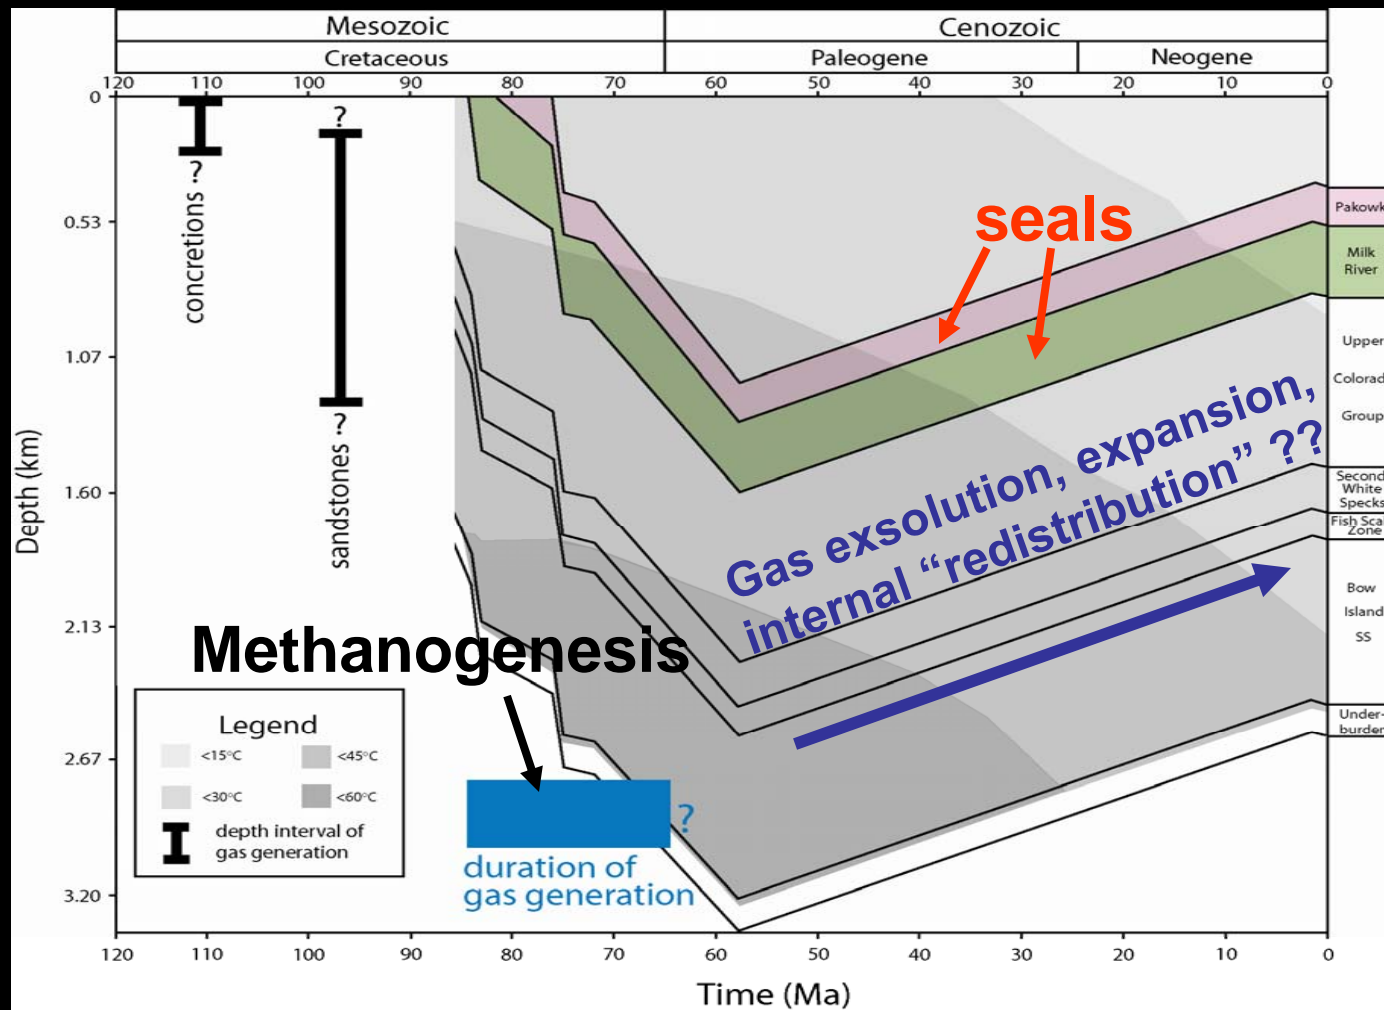 Mesozoic
Cenozoic
Cretaceous
Paleogene
Neogene
120 110 100 90 80 70 60 50 40 30 20 10 0
0
0.53
1.07
1.60
2.13
2.67
3.20
Depth (km)
?
concretions
?
?
sandstones
seals
Gas exsolution, expansion,
internal “redistribution” ??
Methanogenesis
?
duration of
gas generation
Legend
<15°C
<45°C
<30°C
<60°C
depth interval of
gas generation
Pakowk
Milk
River
Upper
Colorad
Group
Second
White
Specks
Fish Scal
Zone
Bow
Island
SS
Under-
burden
120 110 100 90 80 70 60 50 40 30 20 10 0
Time (Ma)